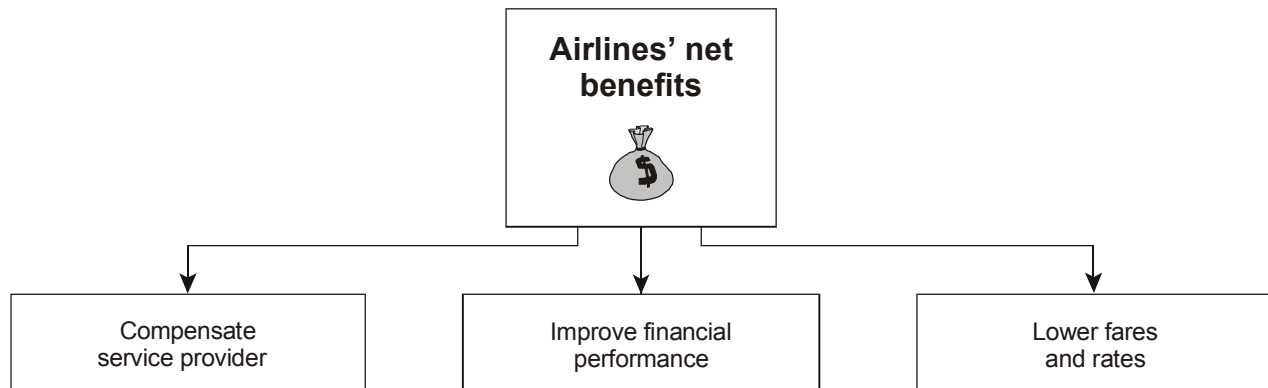 Airlines’ net
benefits
$
Compensate
service provider
Improve financial
performance
Lower fares
and rates